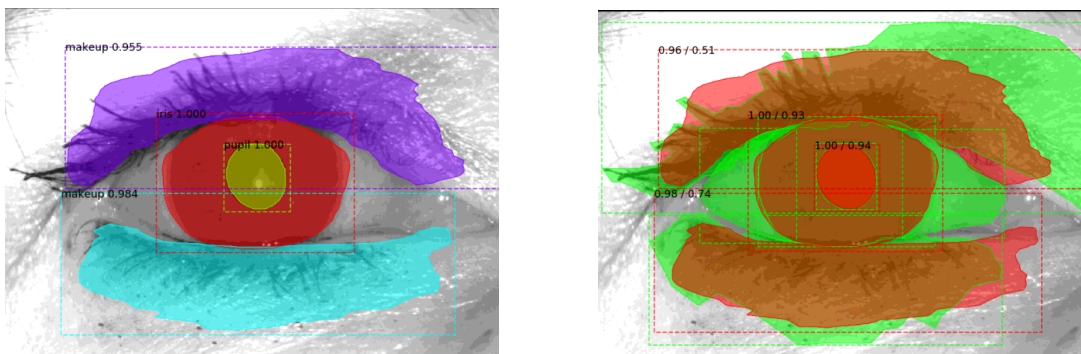 makeup 0.955
iris 1.000
pupil 1.000
makeup 0.984
0.96 / 0.51
1.00 / 0.93
1.00 / 0.94
0.98 / 0.74